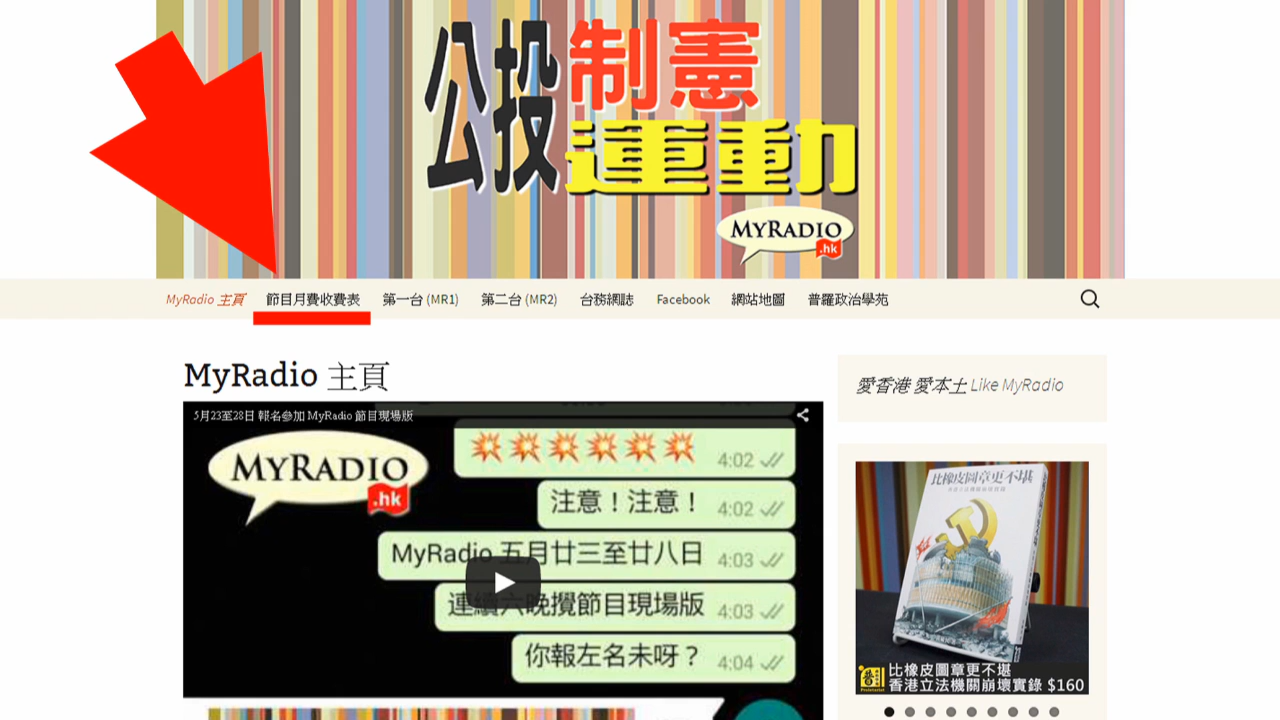 公投制憲
運動
MYRADIO
.hk
MyRadio 主頁 節目月費收費表 第一台 (MR1) 第二台 (MR2) 台務網誌 Facebook 網站地圖 普羅政治學苑
MyRadio 主頁
愛香港 愛本土 Like MyRadio
5月23至28日 報名參加 MyRadio 節目現場版
MYRADIO
.hk
4:02
注意！注意！ 4:02
MyRadio 五月廿三至廿八日 4:03
連續六晚攪節目現場版 4:03
你報左名未呀？ 4:04
比橡皮圖章更不堪
比橡皮圖章更不堪
香港立法機關崩壞實錄 $160